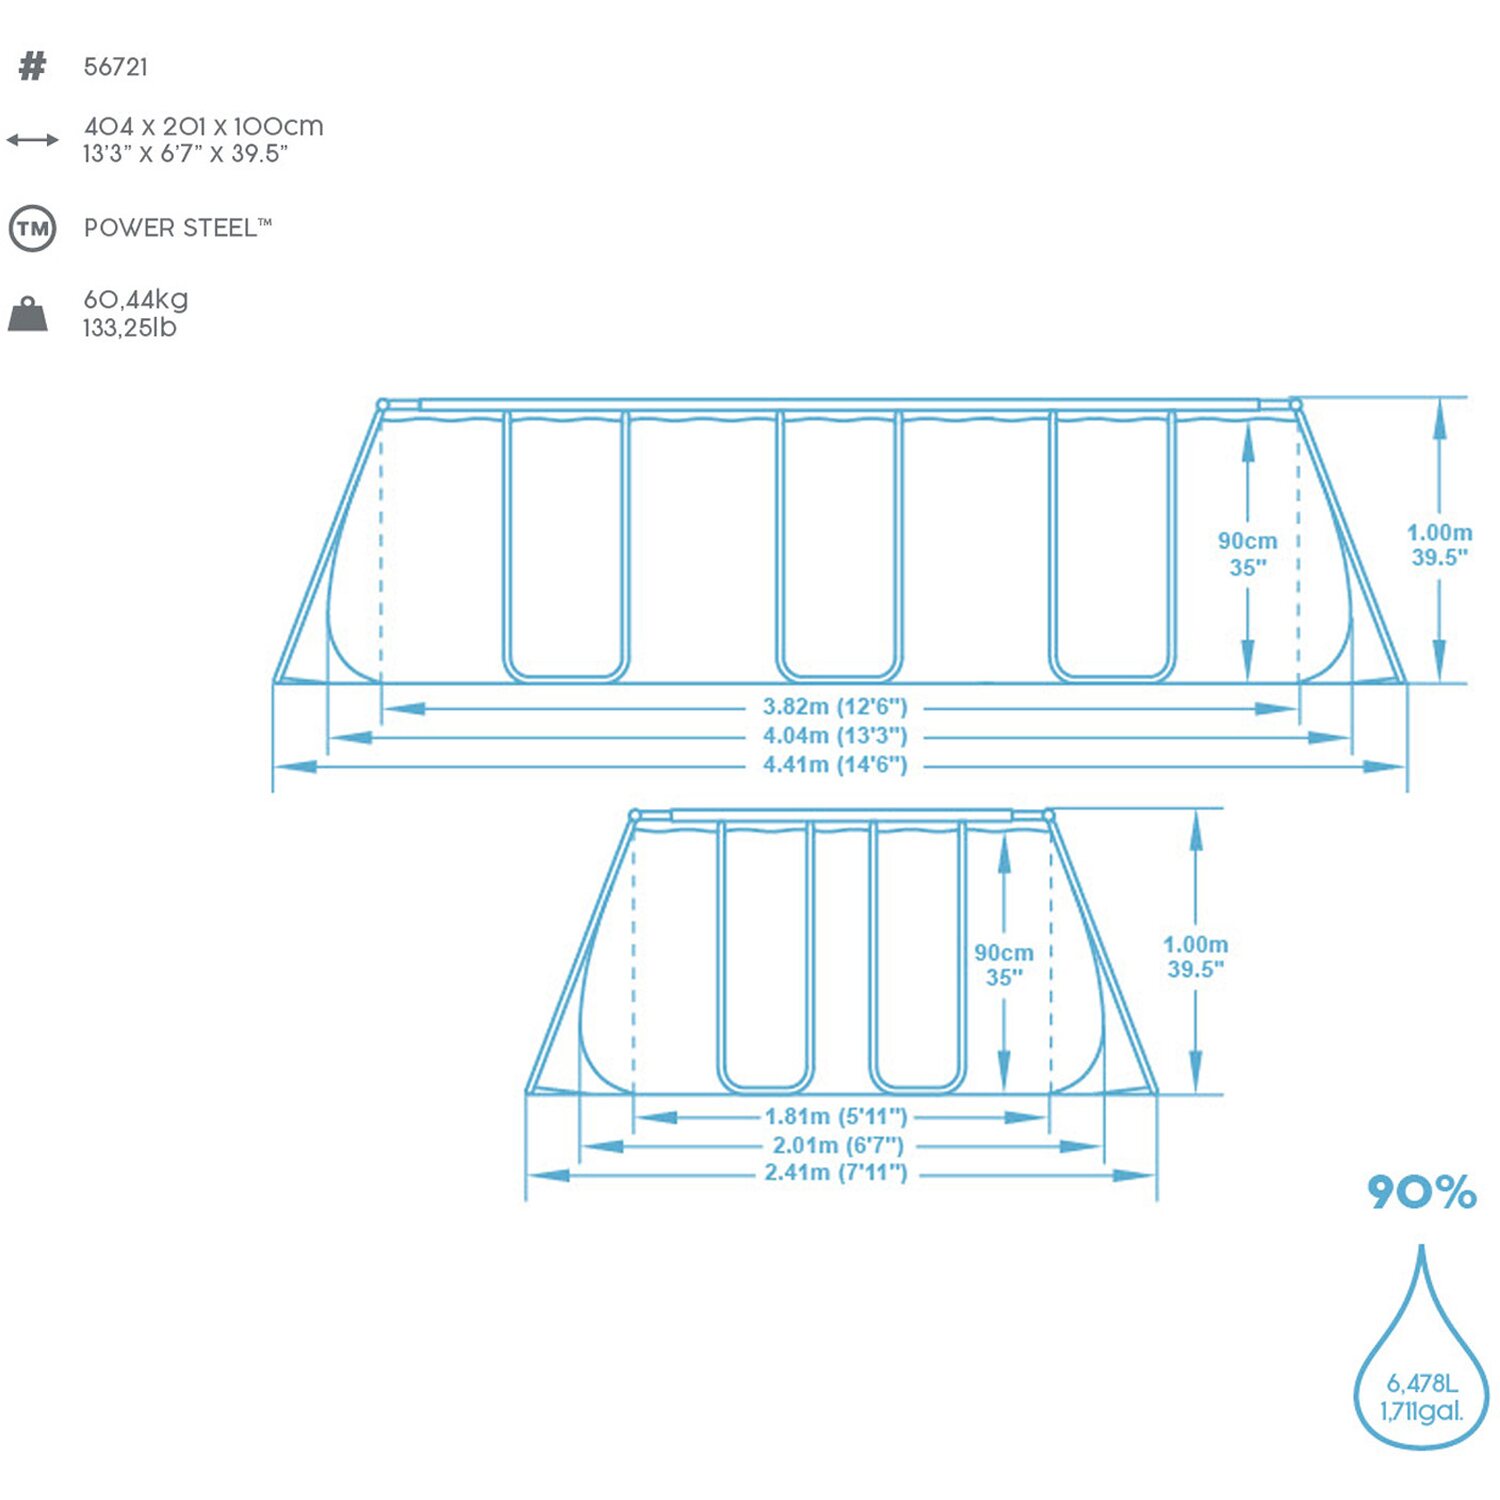 # 56721
404 x 201 x 100cm
13'3" x 6'7" x 39.5"
TM POWER STEEL™
60,44kg
133,25lb
90cm
35"
1.00m
39.5"
3.82m (12'6")
4.04m (13'3")
4.41m (14'6")
90cm
35"
1.00m
39.5"
1.81m (5'11")
2.01m (6'7")
2.41m (7'11")
90%
6,478L
1,711gal.